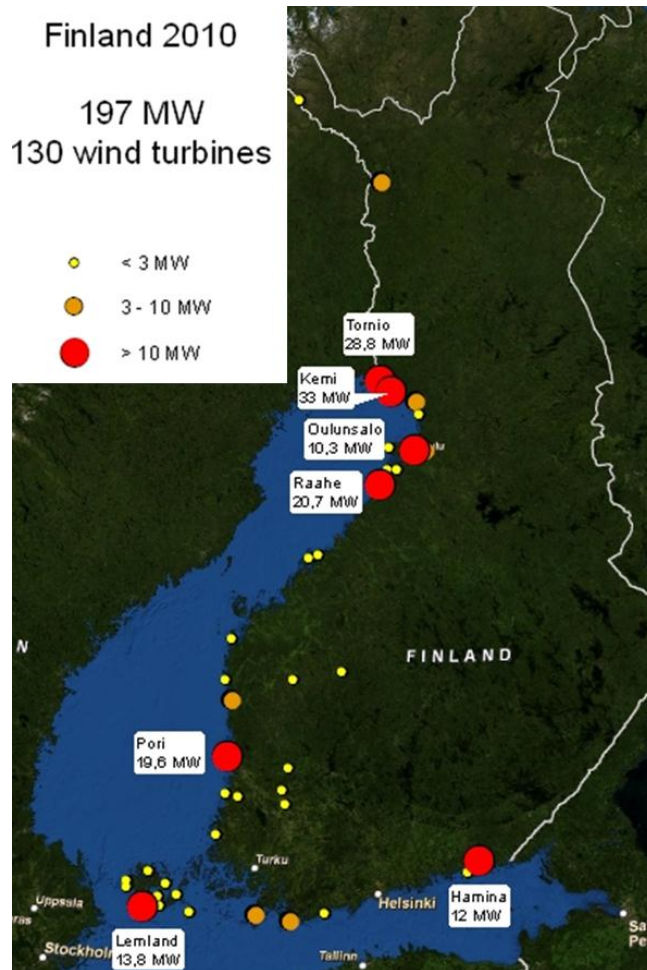 Finland 2010
197 MW
130 wind turbines
< 3 MW
3 - 10 MW
> 10 MW
Tornio
28,8 MW
Kemi
33 MW
Oulunsalo
10,3 MW
Raahe
20,7 MW
N
FINLAND
Pori
19,6 MW
Turku
Uppsala
Helsinki
Hamina
12 MW
Lemland
13,8 MW
Stockholm
Tallinn
Sa
Pe